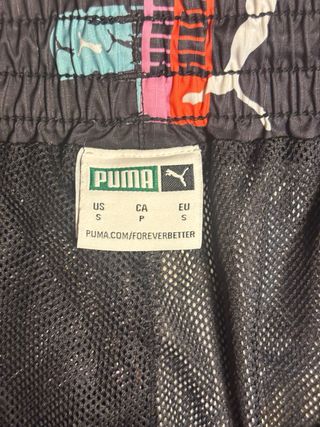 PUMA
US CA EU
S P S
PUMA.COM/FOREVERBETTER